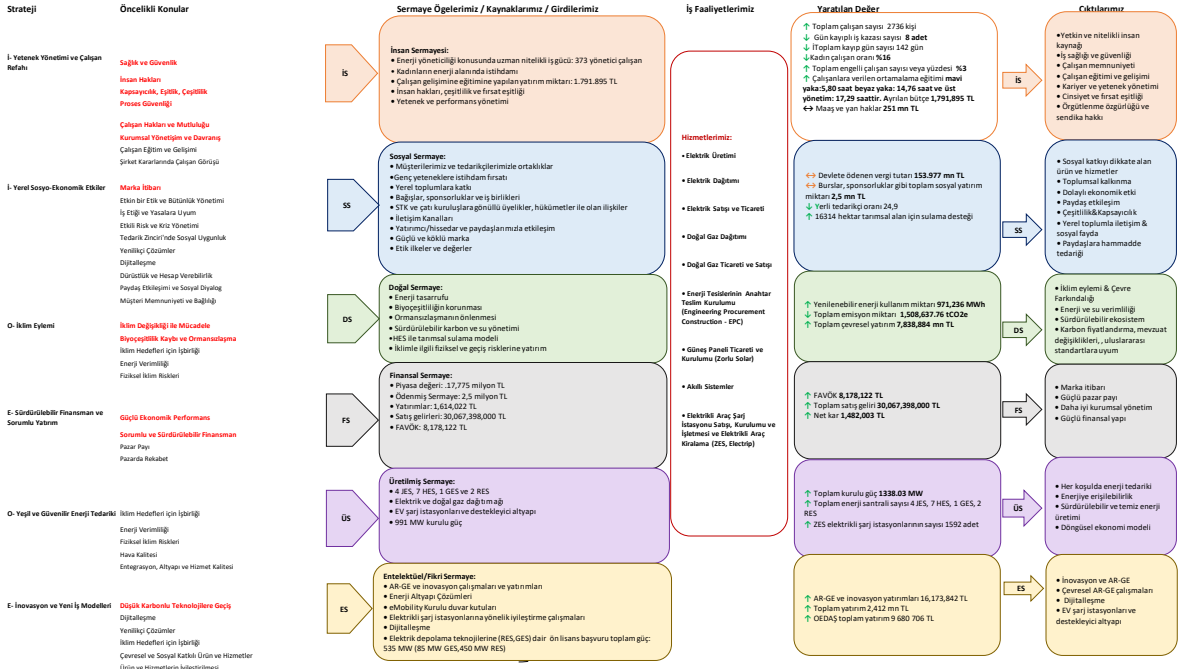 Strateji
Öncelikli Konular
Sermaye Ögelerimiz / Kaynaklarımız / Girdilerimiz
İş Faaliyetlerimiz
Yaratılan Değer
Çıktılarımız
İ- Yetenek Yönetimi ve Çalışan
Refahı
Sağlık ve Güvenlik
İnsan Hakları
Kapsayıcılık, Eşitlik, Çeşitlilik
Proses Güvenliği
Çalışan Hakları ve Mutluluğu
Kurumsal Yönetişim ve Davranış
Çalışan Eğitim ve Gelişimi
Şirket Kararlarında Çalışan Görüşü
İ- Yerel Sosyo-Ekonomik Etkiler
Marka İtibarı
Etkin bir Etik ve Bütünlük Yönetimi
İş Etiği ve Yasalara Uyum
Etkili Risk ve Kriz Yönetimi
Tedarik Zinciri'nde Sosyal Uygunluk
Yenilikçi Çözümler
Dijitalleşme
Dürüstlük ve Hesap Verebilirlik
Paydaş Etkileşimi ve Sosyal Diyalog
Müşteri Memnuniyeti ve Bağlılığı
O- İklim Eylemi
İklim Değişikliği ile Mücadele
Biyoçeşitlilik Kaybı ve Ormansızlaşma
İklim Hedefleri için İşbirliği
Enerji Verimliliği
Fiziksel İklim Riskleri
E- Sürdürülebilir Finansman ve
Sorumlu Yatırım
Güçlü Ekonomik Performans
Sorumlu ve Sürdürülebilir Finansman
Pazar Payı
Pazarda Rekabet
O- Yeşil ve Güvenilir Enerji Tedariki
İklim Hedefleri için İşbirliği
Enerji Verimliliği
Fiziksel İklim Riskleri
Hava Kalitesi
Entegrasyon, Altyapı ve Hizmet Kalitesi
E- İnovasyon ve Yeni İş Modelleri
Düşük Karbonlu Teknolojilere Geçiş
Dijitalleşme
Yenilikçi Çözümler
İklim Hedefleri için İşbirliği
Çevresel ve Sosyal Katkılı Ürün ve Hizmetler
Ürün ve Hizmetlerin İyileştirilmesi
İS
İnsan Sermayesi:
• Enerji yöneticiliği konusunda uzman nitelikli iş gücü: 373 yönetici çalışan
• Kadınların enerji alanında istihdamı
• Çalışan gelişimine eğitimine yapılan yatırım miktarı: 1.791.895 TL
• İnsan hakları, çeşitlilik ve fırsat eşitliği
• Yetenek ve performans yönetimi
SS
Sosyal Sermaye:
• Müşterilerimiz ve tedarikçilerimizle ortaklıklar
•Genç yeteneklere istihdam fırsatı
• Yerel toplumlara katkı
• Bağışlar, sponsorluklar ve iş birlikleri
• STK ve çatı kuruluşlara gönüllü üyelikler, hükümetler ile olan ilişkiler
• İletişim Kanalları
• Yatırımcı/hissedar ve paydaşlarımızla etkileşim
• Güçlü ve köklü marka
• Etik ilkeler ve değerler
DS
Doğal Sermaye:
• Enerji tasarrufu
• Biyoçeşitliliğin korunması
• Ormansızlaşmanın önlenmesi
• Sürdürülebilir karbon ve su yönetimi
•HES ile tarımsal sulama modeli
• İklimle ilgili fiziksel ve geçiş risklerine yatırım
FS
Finansal Sermaye:
• Piyasa değeri: .17,775 milyon TL
• Ödenmiş Sermaye: 2,5 milyon TL
• Yatırımlar: 1,614,022 TL
• Satış gelirleri: 30,067,398,000 TL
• FAVÖK: 8,178,122 TL
ÜS
Üretilmiş Sermaye:
• 4 JES, 7 HES, 1 GES ve 2 RES
• Elektrik ve doğal gaz dağıtım ağı
• EV şarj istasyonları ve destekleyici altyapı
• 991 MW kurulu güç
ES
Entelektüel/Fikri Sermaye:
• AR-GE ve inovasyon çalışmaları ve yatırımları
• Enerji Altyapı Çözümleri
• eMobility Kurulu duvar kutuları
• Elektrikli şarj istasyonlarına yönelik iyileştirme çalışmaları
• Dijitalleşme
• Elektrik depolama teknojilerine (RES,GES) dair ön lisans başvuru toplam güç:
535 MW (85 MW GES,450 MW RES)
Hizmetlerimiz:
• Elektrik Üretimi
• Elektrik Dağıtımı
• Elektrik Satışı ve Ticareti
• Doğal Gaz Dağıtımı
• Doğal Gaz Ticareti ve Satışı
• Enerji Tesislerinin Anahtar
Teslim Kurulumu
(Engineering Procurement
Construction - EPC)
• Güneş Paneli Ticareti ve
Kurulumu (Zorlu Solar)
• Akıllı Sistemler
• Elektrikli Araç Şarj
İstasyonu Satışı, Kurulumu ve
İşletmesi ve Elektrikli Araç
Kiralama (ZES, Electrip)
↑ Toplam çalışan sayısı 2736 kişi
↓ Gün kayıplı iş kazası sayısı 8 adet
↓ İToplam kayıp gün sayısı 142 gün
↓Kadın çalışan oranı %16
↑ Toplam engelli çalışan sayısı veya yüzdesi %3
↑ Çalışanlara verilen ortamalama eğitimi mavi
yaka:5,80 saat beyaz yaka: 14,76 saat ve üst
yönetim: 17,29 saattir. Ayrılan bütçe 1,791,895 TL
↔ Maaş ve yan haklar 251 mn TL
↔ Devlete ödenen vergi tutarı 153.977 mn TL
↔ Burslar, sponsorluklar gibi toplam sosyal yatırım
miktarı 2,5 mn TL
↓ Yerli tedarikçi oranı 24,9
↑ 16314 hektar tarımsal alan için sulama desteği
↑ Yenilenebilir enerji kullanım miktarı 971,236 MWh
↓ Toplam emisyon miktarı 1,508,637.76 tCO2e
↑ Toplam çevresel yatırım 7,838,884 mn TL
↑ FAVÖK 8,178,122 TL
↑ Toplam satış geliri 30,067,398,000 TL
↑ Net kar 1,482,003 TL
↑ Toplam kurulu güç 1338.03 MW
↑ Toplam enerji santrali sayısı 4 JES, 7 HES, 1 GES, 2
RES
↑ ZES elektrikli şarj istasyonlarının sayısı 1592 adet
↑ AR-GE ve inovasyon yatırımları 16,173,842 TL
↑ Toplam yatırım 2,412 mn TL
↑ OEDAŞ toplam yatırım 9 680 706 TL
İS
•Yetkin ve nitelikli insan
kaynağı
•İş sağlığı ve güvenliği
• Çalışan memnuniyeti
• Çalışan eğitimi ve gelişimi
• Kariyer ve yetenek yönetimi
• Cinsiyet ve fırsat eşitliği
• Örgütlenme özgürlüğü ve
sendika hakkı
SS
• Sosyal katkıyı dikkate alan
ürün ve hizmetler
• Toplumsal kalkınma
• Dolaylı ekonomik etki
• Paydaş etkileşim
• Çeşitlilik&Kapsayıcılık
• Yerel toplumla iletişim &
sosyal fayda
• Paydaşlara hammadde
tedariği
DS
• İklim eylemi & Çevre
Farkındalığı
• Enerji ve su verimliliği
• Sürdürülebilir ekosistem
• Karbon fiyatlandırma, mevzuat
değişiklikleri, , uluslararası
standartlara uyum
FS
• Marka itibarı
• Güçlü pazar payı
• Daha iyi kurumsal yönetim
• Güçlü finansal yapı
ÜS
• Her koşulda enerji tedariki
• Enerjiye erişilebilirlik
• Sürdürülebilir ve temiz enerji
üretimi
• Döngüsel ekonomi modeli
ES
• İnovasyon ve AR-GE
• Çevresel AR-GE çalışmaları
• Dijitalleşme
• EV şarj istasyonları ve
destekleyici altyapı